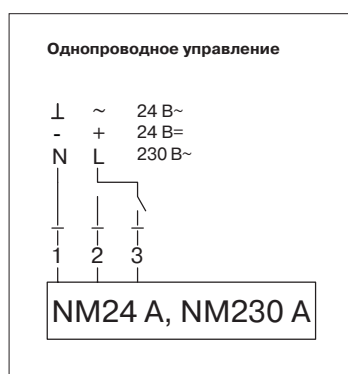 Однопроводное управление
⊥ ~ 24 В~
- + 24 В=
N L 230 В~
1 2 3
NM24 A, NM230 A